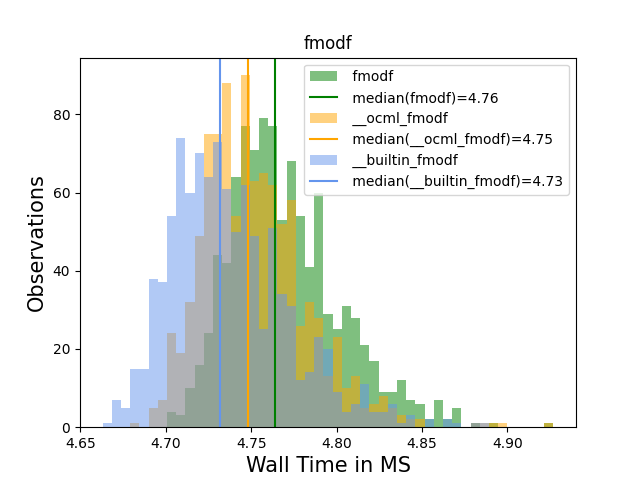 fmodf
fmodf
median(fmodf)=4.76
__ocml_fmodf
median(__ocml_fmodf)=4.75
__builtin_fmodf
median(__builtin_fmodf)=4.73
Observations
80
60
40
20
0
4.65 4.70 4.75 4.80 4.85 4.90
Wall Time in MS